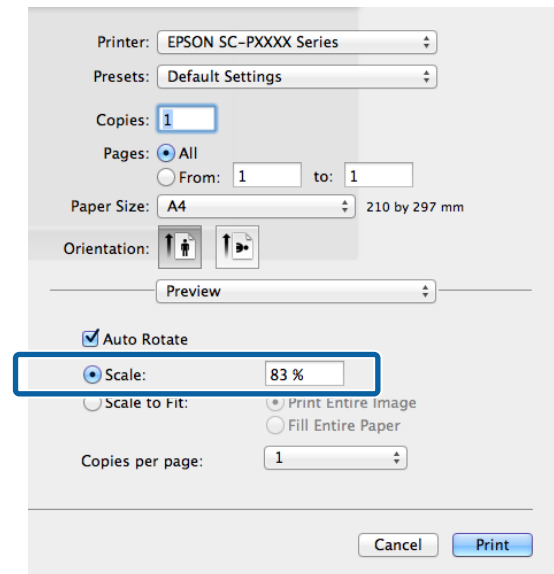 Printer: EPSON SC-PXXXX Series
Presets: Default Settings
Copies: 1
Pages: All
From: 1 to: 1
Paper Size: A4 210 by 297 mm
Orientation:
Preview
Auto Rotate
Scale: 83 %
Scale to Fit: Print Entire Image
Fill Entire Paper
Copies per page: 1
Cancel Print